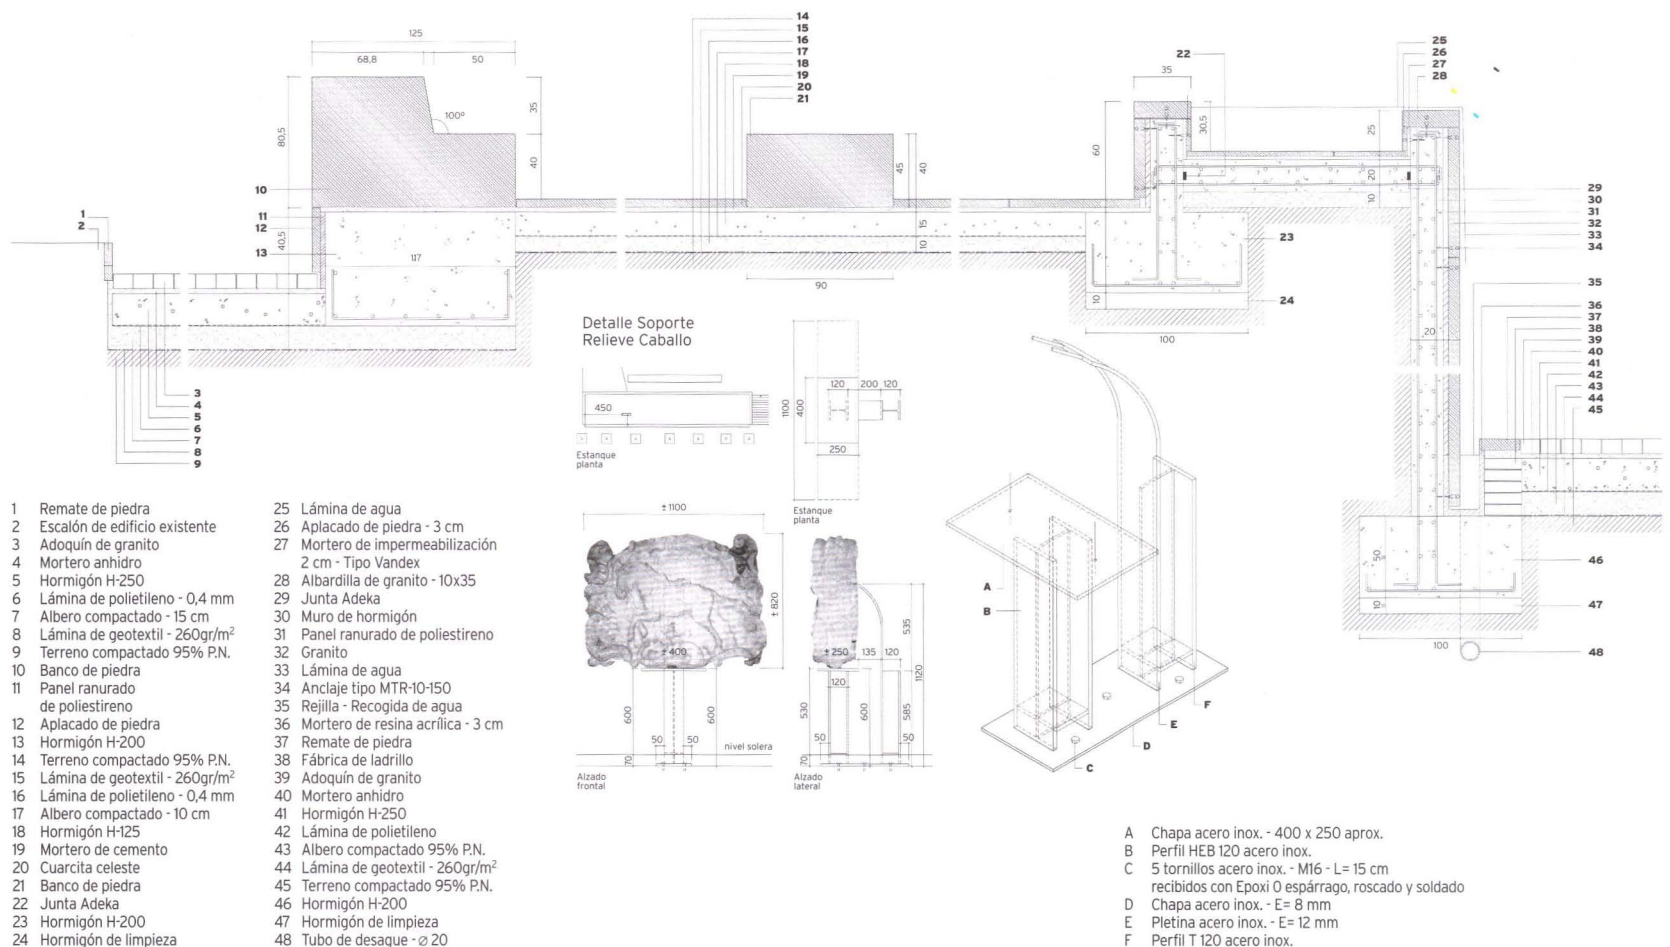 125
68,8
50
80,5
35
100°
40
10
1
2
11
12
13
40,5
117
3
4
5
6
7
8
9
14
15
16
17
18
19
20
21
45
40
15
10
90
22
35
60
30,5
25
20
10
23
24
10
100
25
26
27
28
29
30
31
32
33
34
35
36
37
38
39
40
41
42
43
44
45
20
50
46
10
47
100
48
Detalle Soporte
Relieve Caballo
450
Estanque
planta
120
200
120
1100
400
250
Estanque
planta
± 1100
± 820
± 400
600
600
50
50
70
nivel solera
Alzado
frontal
± 250
135
120
120
535
1120
530
600
585
50
50
70
Alzado
lateral
A
B
C
D
E
F
1 Remate de piedra
2 Escalón de edificio existente
3 Adoquín de granito
4 Mortero anhidro
5 Hormigón H-250
6 Lámina de polietileno - 0,4 mm
7 Albero compactado - 15 cm
8 Lámina de geotextil - 260gr/m²
9 Terreno compactado 95% P.N.
10 Banco de piedra
11 Panel ranurado
de poliestireno
12 Aplacado de piedra
13 Hormigón H-200
14 Terreno compactado 95% P.N.
15 Lámina de geotextil - 260gr/m²
16 Lámina de polietileno - 0,4 mm
17 Albero compactado - 10 cm
18 Hormigón H-125
19 Mortero de cemento
20 Cuarcita celeste
21 Banco de piedra
22 Junta Adeka
23 Hormigón H-200
24 Hormigón de limpieza
25 Lámina de agua
26 Aplacado de piedra - 3 cm
27 Mortero de impermeabilización
2 cm - Tipo Vandex
28 Albardilla de granito - 10x35
29 Junta Adeka
30 Muro de hormigón
31 Panel ranurado de poliestireno
32 Granito
33 Lámina de agua
34 Anclaje tipo MTR-10-150
35 Rejilla - Recogida de agua
36 Mortero de resina acrílica - 3 cm
37 Remate de piedra
38 Fábrica de ladrillo
39 Adoquín de granito
40 Mortero anhidro
41 Hormigón H-250
42 Lámina de polietileno
43 Albero compactado 95% P.N.
44 Lámina de geotextil - 260gr/m²
45 Terreno compactado 95% P.N.
46 Hormigón H-200
47 Hormigón de limpieza
48 Tubo de desagüe - ⌀ 20
A Chapa acero inox. - 400 x 250 aprox.
B Perfil HEB 120 acero inox.
C 5 tornillos acero inox. - M16 - L= 15 cm
recibidos con Epoxi O espárrago, roscado y soldado
D Chapa acero inox. - E= 8 mm
E Pletina acero inox. - E= 12 mm
F Perfil T 120 acero inox.